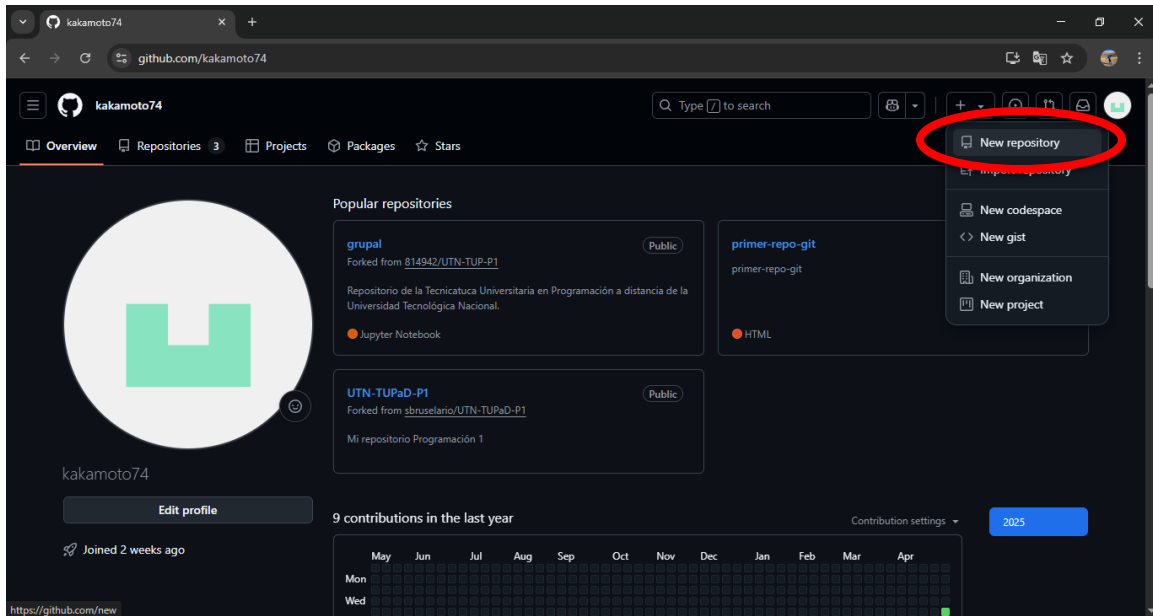 kakamoto74
github.com/kakamoto74
kakamoto74
Type / to search
Overview
Repositories 3
Projects
Packages
Stars
New repository
Import repository
New codespace
New gist
New organization
New project
Popular repositories
grupal
Public
Forked from 814942/UTN-TUP-P1
Repositorio de la Tecnicatuca Universitaria en Programación a distancia de la
Universidad Tecnológica Nacional.
Jupyter Notebook
primer-repo-git
primer-repo-git
HTML
UTN-TUPaD-P1
Public
Forked from sbruselario/UTN-TUPaD-P1
Mi repositorio Programación 1
kakamoto74
Edit profile
Joined 2 weeks ago
9 contributions in the last year
Contribution settings
2025
May Jun Jul Aug Sep Oct Nov Dec Jan Feb Mar Apr
Mon
Wed
https://github.com/new